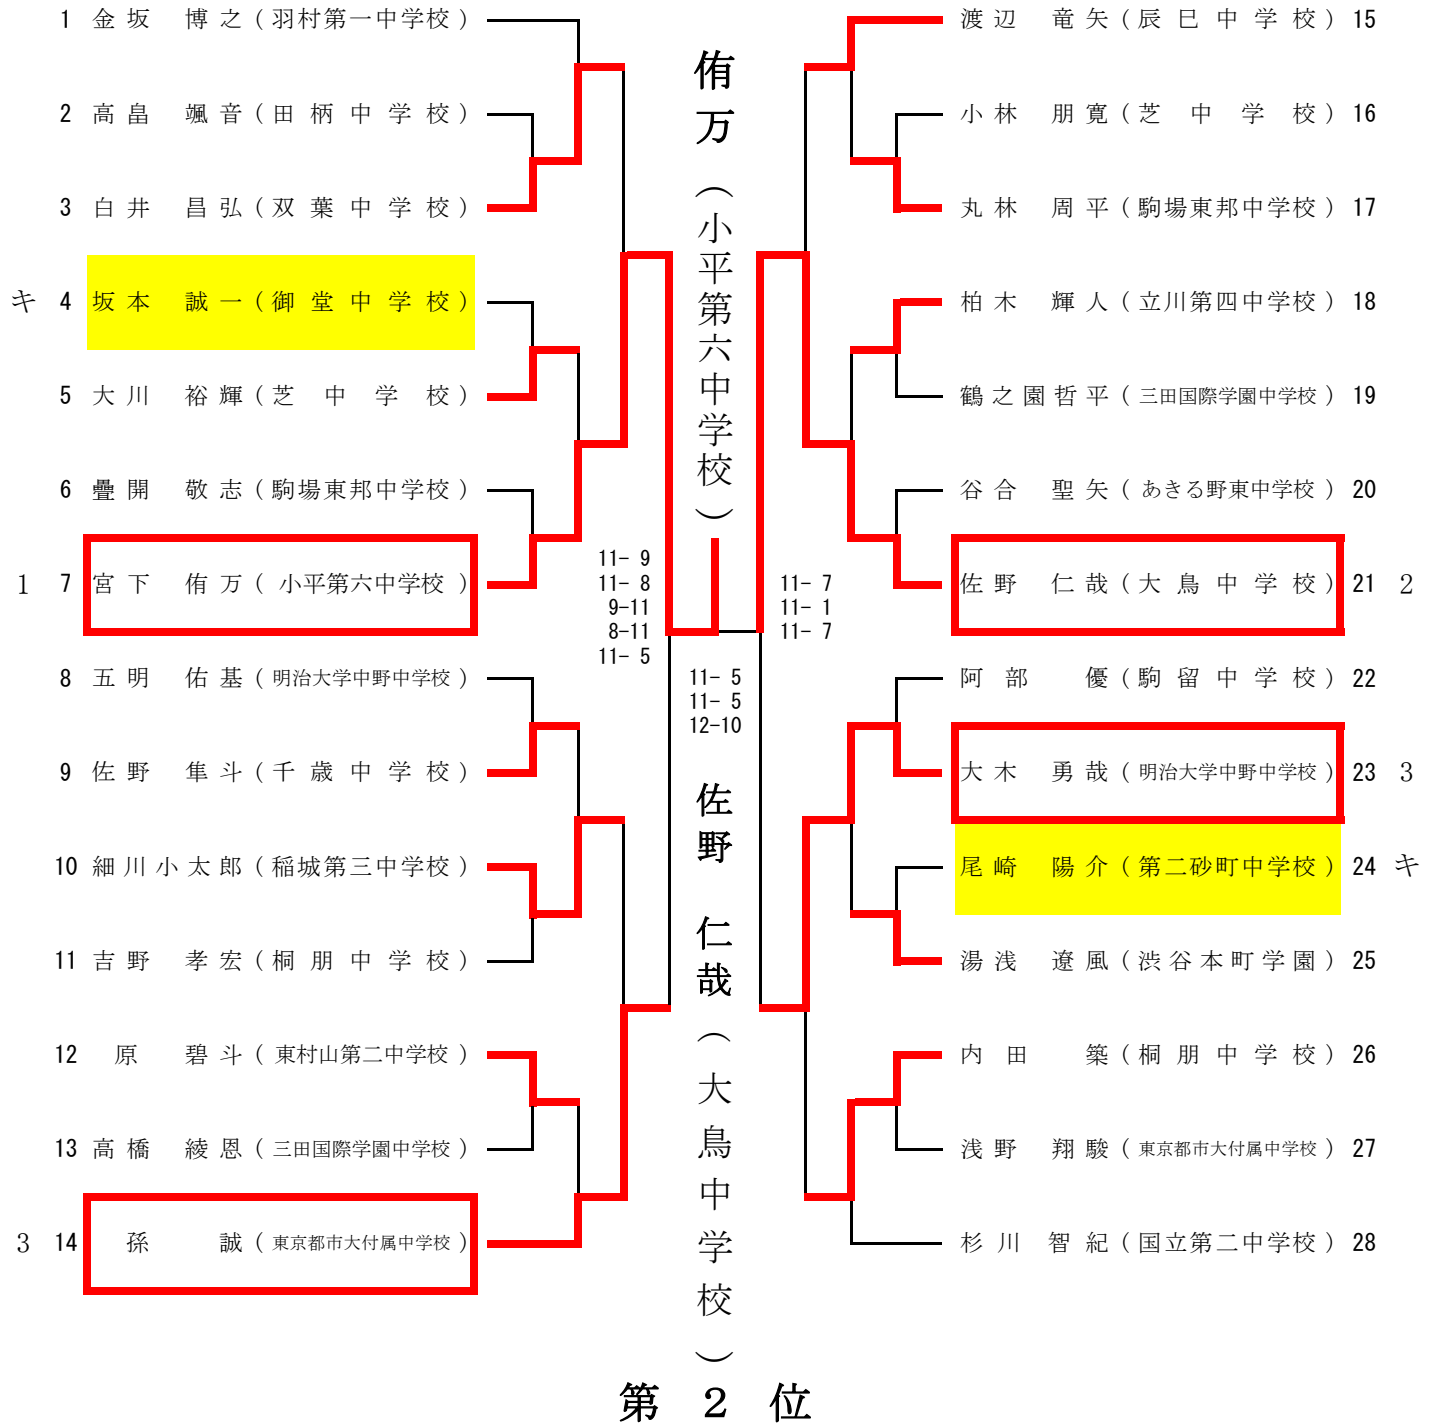 1 金坂 博之(羽村第一中学校)
2 高畠 颯音(田柄中学校)
3 白井 昌弘(双葉中学校)
キ 4 坂本 誠一(御堂中学校)
5 大川 裕輝(芝中学校)
6 疊開 敬志(駒場東邦中学校)
1 7 宮下 侑万(小平第六中学校)
8 五明 佑基(明治大学中野中学校)
9 佐野 隼斗(千歳中学校)
10 細川小太郎(稲城第三中学校)
11 吉野 孝宏(桐朋中学校)
12 原 碧斗(東村山第二中学校)
13 高橋 綾恩(三田国際学園中学校)
3 14 孫 誠(東京都市大付属中学校)
侑万(小平第六中学校)
11- 9
11- 8
9-11
8-11
11- 5
11- 7
11- 1
11- 7
11- 5
11- 5
12-10
佐野 仁哉(大鳥中学校)
第2位
渡辺 竜矢(辰巳中学校) 15
小林 朋寛(芝中学校) 16
丸林 周平(駒場東邦中学校) 17
柏木 輝人(立川第四中学校) 18
鶴之園哲平(三田国際学園中学校) 19
谷合 聖矢(あきる野東中学校) 20
佐野 仁哉(大鳥中学校) 21 2
阿部 優(駒留中学校) 22
大木 勇哉(明治大学中野中学校) 23 3
尾崎 陽介(第二砂町中学校) 24 キ
湯浅 遼風(渋谷本町学園) 25
内田 築(桐朋中学校) 26
浅野 翔駿(東京都市大付属中学校) 27
杉川 智紀(国立第二中学校) 28